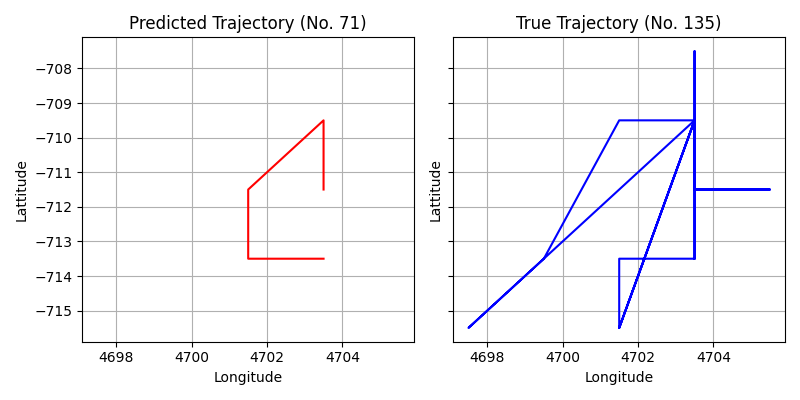 Predicted Trajectory (No. 71)
True Trajectory (No. 135)
Lattitude
−708
−709
−710
−711
−712
−713
−714
−715
4698 4700 4702 4704
Longitude
Lattitude
4698 4700 4702 4704
Longitude